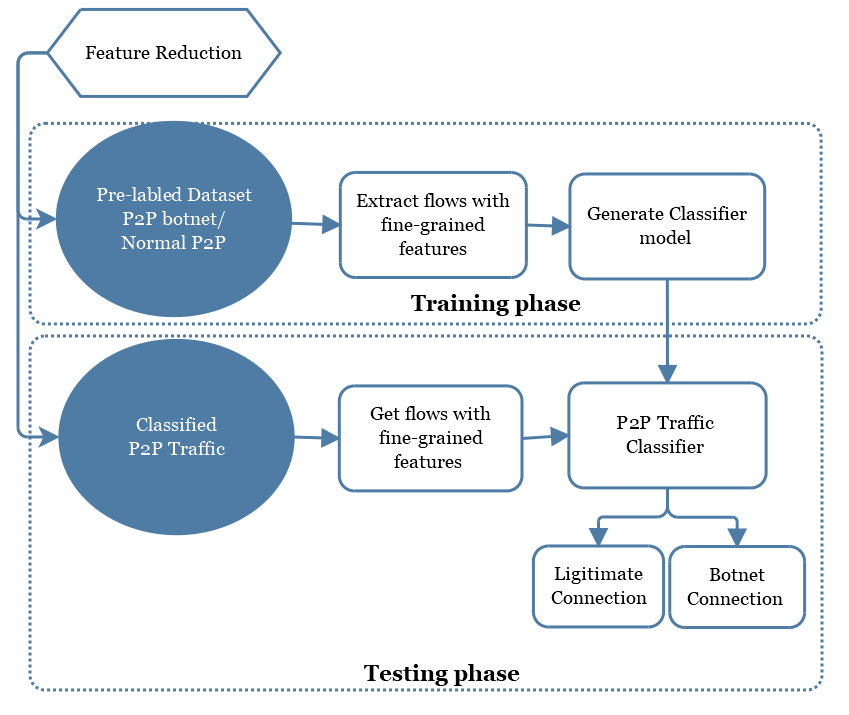 Feature Reduction
Pre-labled Dataset
P2P botnet/
Normal P2P
Extract flows with
fine-grained
features
Generate Classifier
model
Training phase
Classified
P2P Traffic
Get flows with
fine-grained
features
P2P Traffic
Classifier
Ligitimate
Connection
Botnet
Connection
Testing phase